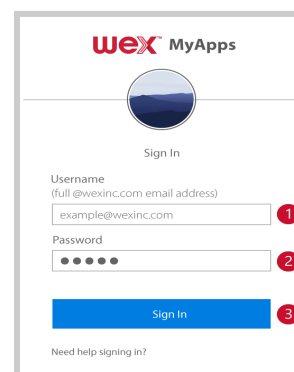 wex™ MyApps
Sign In
Username
(full @wexinc.com email address)
example@wexinc.com
1
Password
2
Sign In
3
Need help signing in?